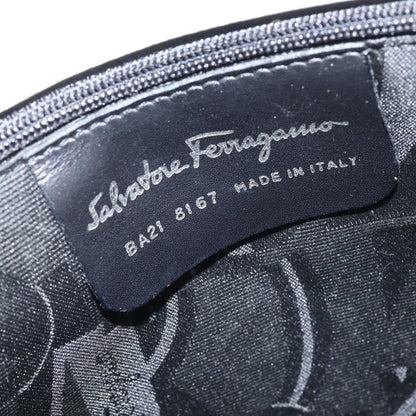 Salvatore Ferragamo
BA21 8167 MADE IN ITALY